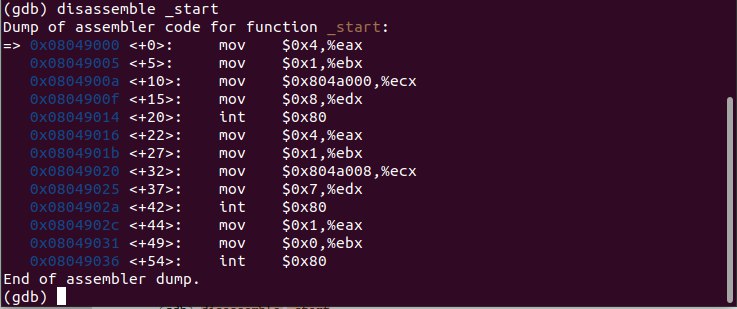 (gdb) disassemble _start
Dump of assembler code for function _start:
=> 0x08049000 <+0>:     mov    $0x4,%eax
   0x08049005 <+5>:     mov    $0x1,%ebx
   0x0804900a <+10>:    mov    $0x804a000,%ecx
   0x0804900f <+15>:    mov    $0x8,%edx
   0x08049014 <+20>:    int    $0x80
   0x08049016 <+22>:    mov    $0x4,%eax
   0x0804901b <+27>:    mov    $0x1,%ebx
   0x08049020 <+32>:    mov    $0x804a008,%ecx
   0x08049025 <+37>:    mov    $0x7,%edx
   0x0804902a <+42>:    int    $0x80
   0x0804902c <+44>:    mov    $0x1,%eax
   0x08049031 <+49>:    mov    $0x0,%ebx
   0x08049036 <+54>:    int    $0x80
End of assembler dump.
(gdb)